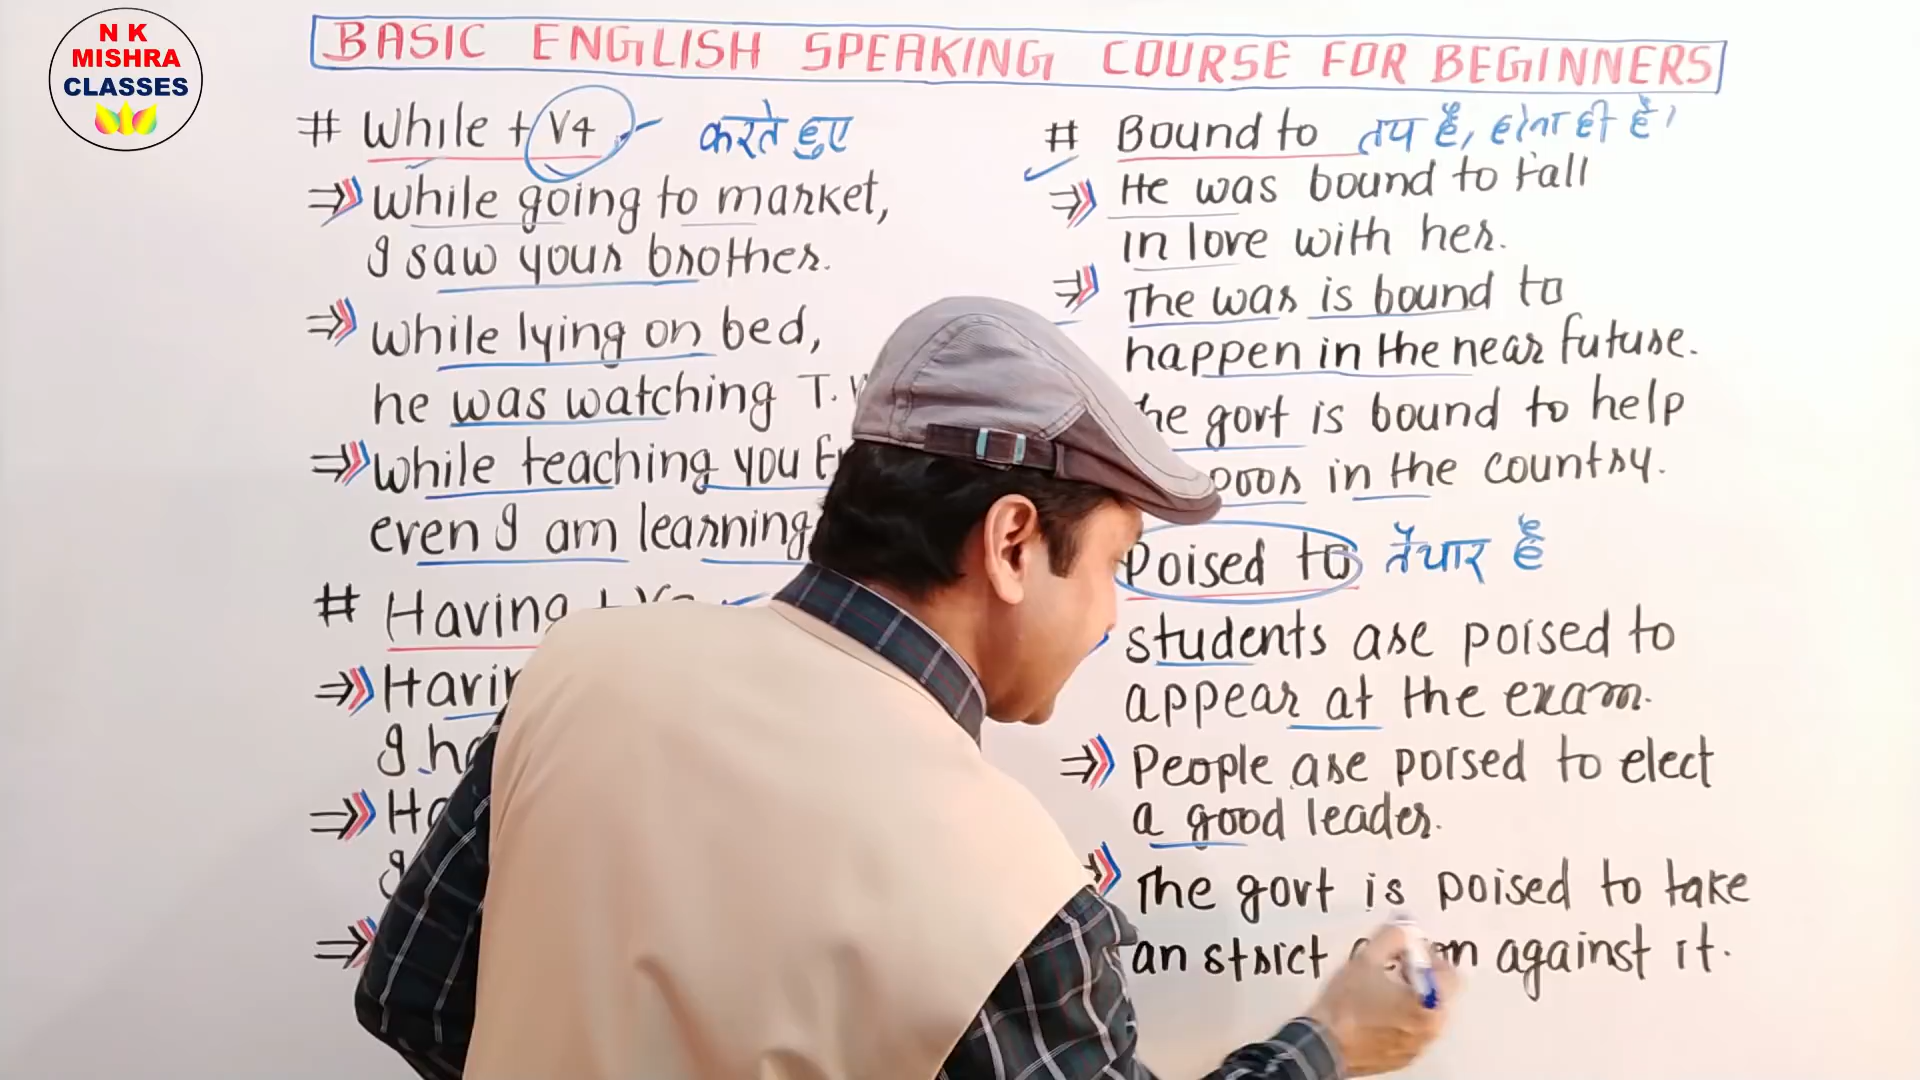 N K
MISHRA
CLASSES
BASIC ENGLISH SPEAKING COURSE FOR BEGINNERS
# While + V4 करते हुए
While going to market,
I saw your brother.
While lying on bed,
he was watching T.
While teaching you
even I am learning
# Having +
I
# Bound to तय है, होना ही है।
He was bound to fall
in love with her.
The war is bound to
happen in the near future.
govt is bound to help
in the country.
Poised to तैयार है
Students are poised to
appear at the exam.
People are poised to elect
a good leader.
The govt is poised to take
an strict against it.